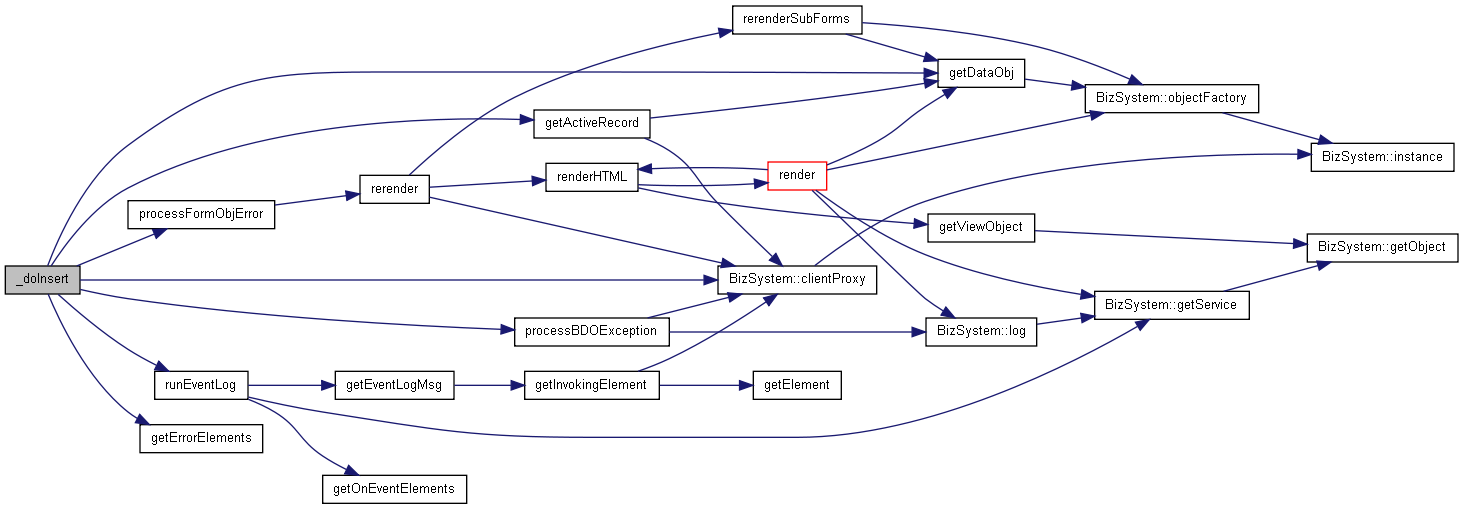 rerenderSubForms
getDataObj
BizSystem::objectFactory
getActiveRecord
BizSystem::instance
renderHTML
render
rerender
processFormObjError
getViewObject
BizSystem::getObject
_doInsert
BizSystem::clientProxy
BizSystem::getService
processBDOException
BizSystem::log
runEventLog
getEventLogMsg
getInvokingElement
getElement
getErrorElements
getOnEventElements